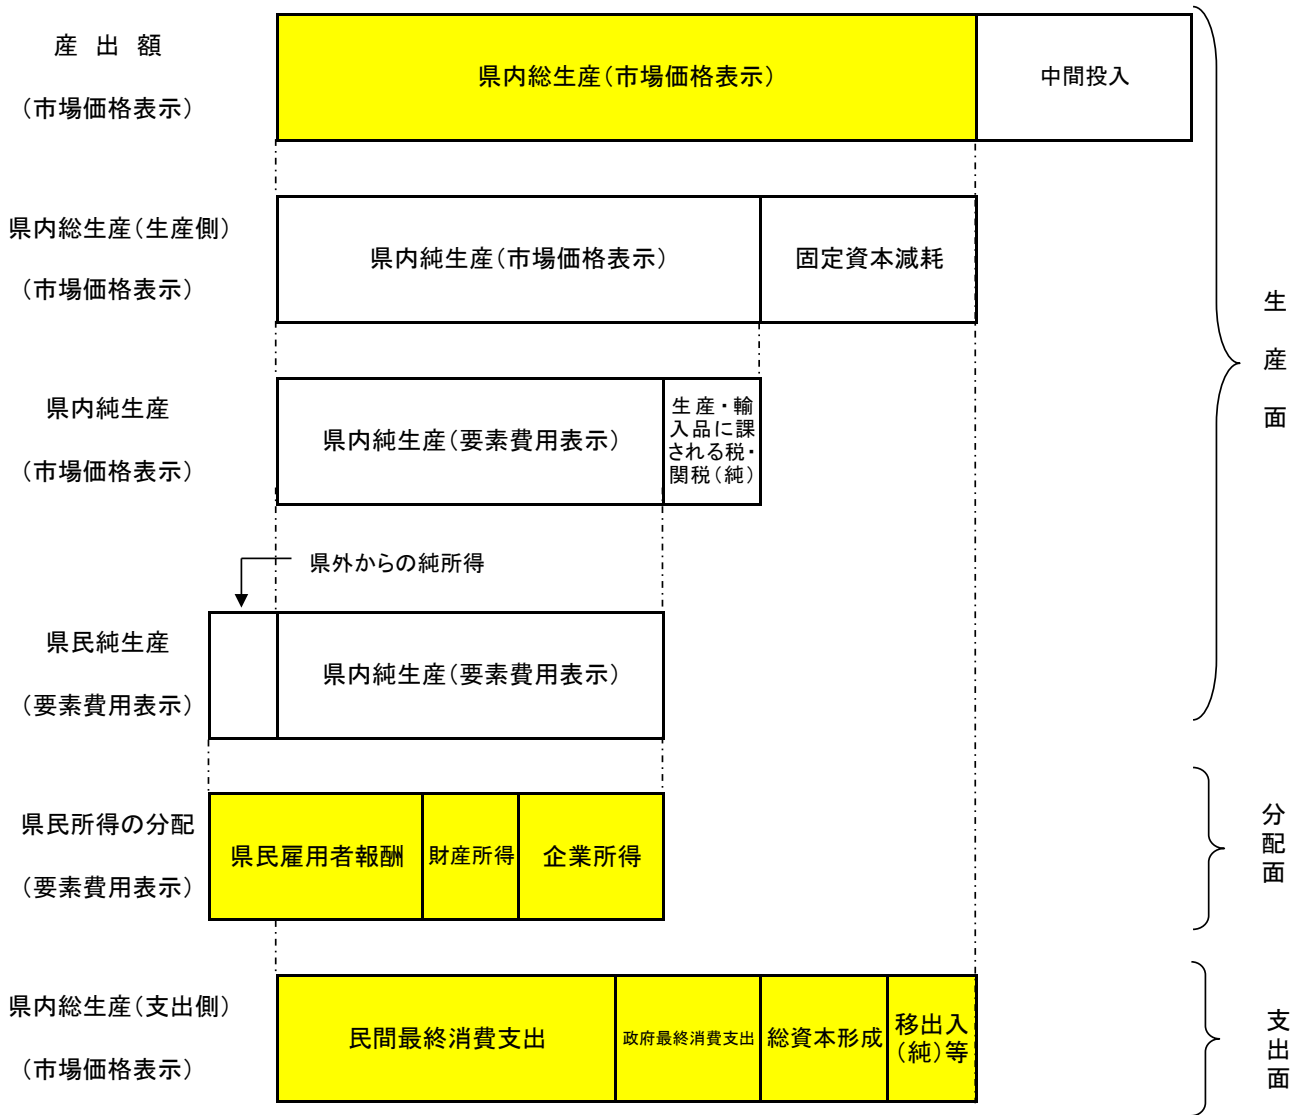 産 出 額
（市場価格表示）
県内総生産（市場価格表示）
中間投入
県内総生産（生産側）
（市場価格表示）
県内純生産（市場価格表示）
固定資本減耗
県内純生産
（市場価格表示）
県内純生産（要素費用表示）
生産・輸
入品に課
される税・
関税（純）
県外からの純所得
県民純生産
（要素費用表示）
県内純生産（要素費用表示）
生産面
県民所得の分配
（要素費用表示）
県民雇用者報酬
財産所得
企業所得
分配面
県内総生産（支出側）
（市場価格表示）
民間最終消費支出
政府最終消費支出
総資本形成
移出入
（純）等
支出面